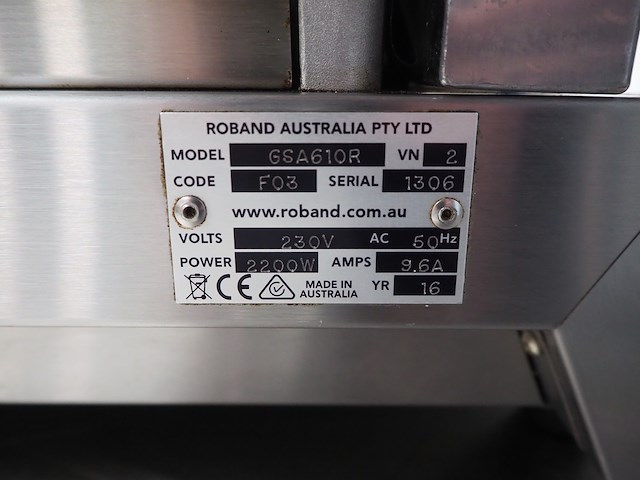 ROBAND AUSTRALIA PTY LTD
MODEL GSA610R VN 2
CODE F03 SERIAL 1306
www.roband.com.au
VOLTS 230V AC 50Hz
POWER 2200W AMPS 9.6A
CE MADE IN AUSTRALIA YR 16